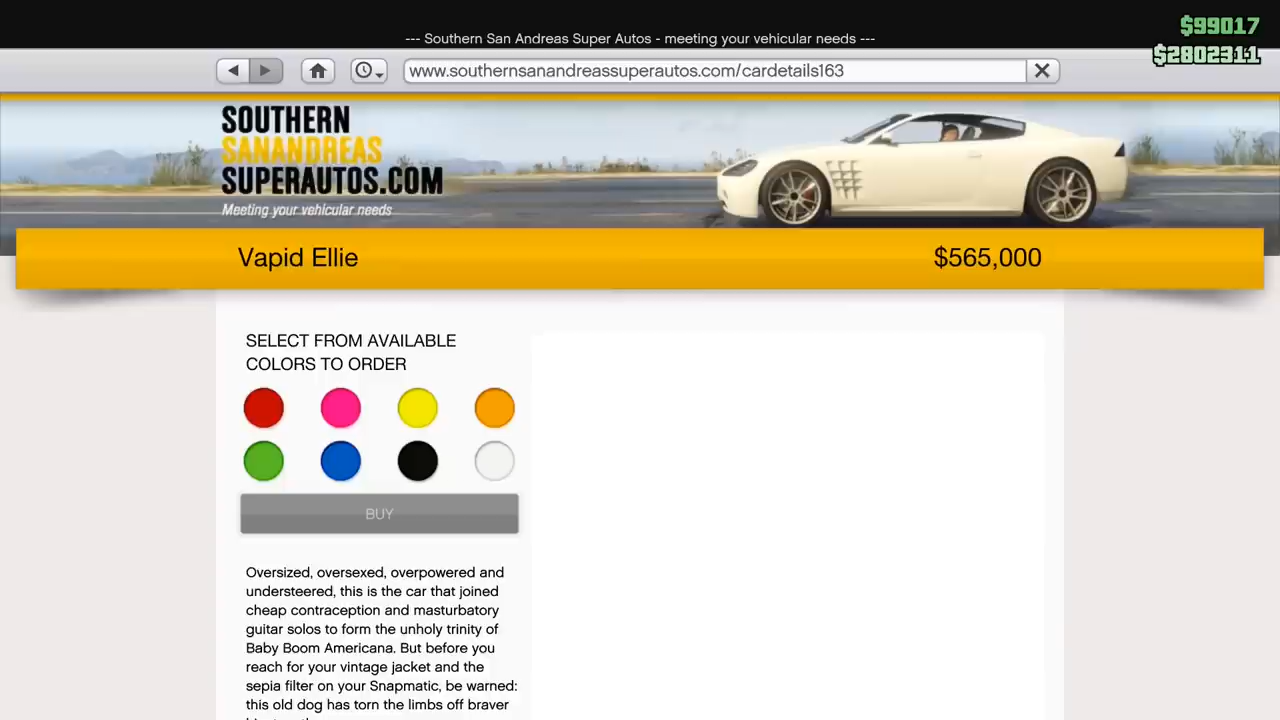 --- Southern San Andreas Super Autos - meeting your vehicular needs ---
$99017
$2802311
www.southernsanandreassuperautos.com/cardetails163
SOUTHERN
SANANDREAS
SUPERAUTOS.COM
Meeting your vehicular needs
Vapid Ellie
$565,000
SELECT FROM AVAILABLE
COLORS TO ORDER
BUY
Oversized, oversexed, overpowered and
understeered, this is the car that joined
cheap contraception and masturbatory
guitar solos to form the unholy trinity of
Baby Boom Americana. But before you
reach for your vintage jacket and the
sepia filter on your Snapmatic, be warned:
this old dog has torn the limbs off braver